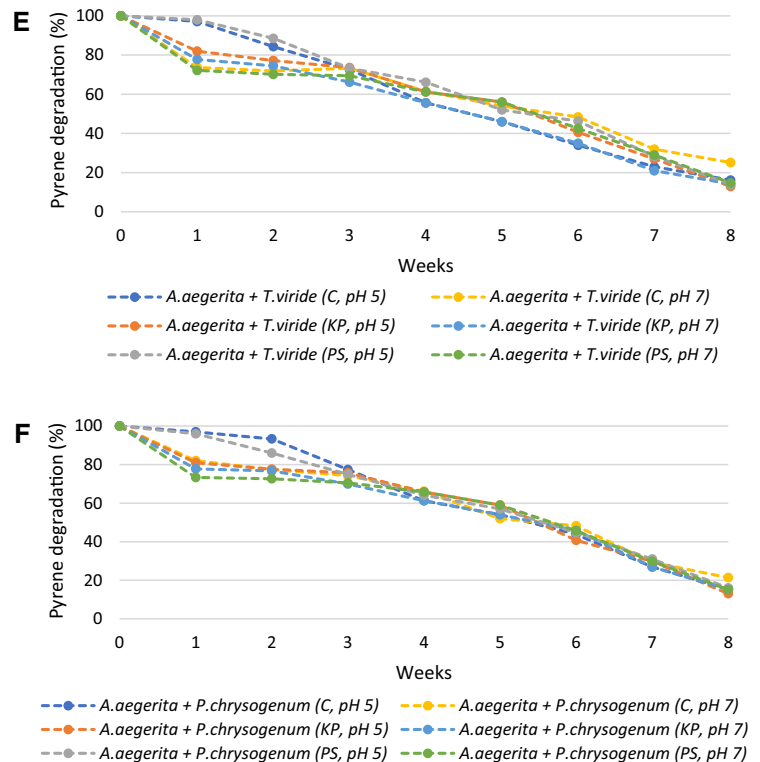 E
Pyrene degradation (%)
100
80
60
40
20
0
0 1 2 3 4 5 6 7 8
Weeks
A.aegerita + T.viride (C, pH 5) A.aegerita + T.viride (C, pH 7)
A.aegerita + T.viride (KP, pH 5) A.aegerita + T.viride (KP, pH 7)
A.aegerita + T.viride (PS, pH 5) A.aegerita + T.viride (PS, pH 7)
F
Pyrene degradation (%)
100
80
60
40
20
0
0 1 2 3 4 5 6 7 8
Weeks
A.aegerita + P.chrysogenum (C, pH 5) A.aegerita + P.chrysogenum (C, pH 7)
A.aegerita + P.chrysogenum (KP, pH 5) A.aegerita + P.chrysogenum (KP, pH 7)
A.aegerita + P.chrysogenum (PS, pH 5) A.aegerita + P.chrysogenum (PS, pH 7)